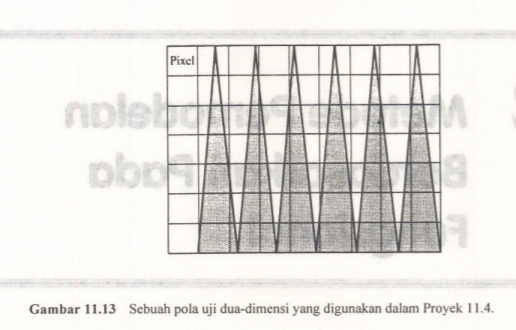 Pixel
Gambar 11.13 Sebuah pola uji dua-dimensi yang digunakan dalam Proyek 11.4.